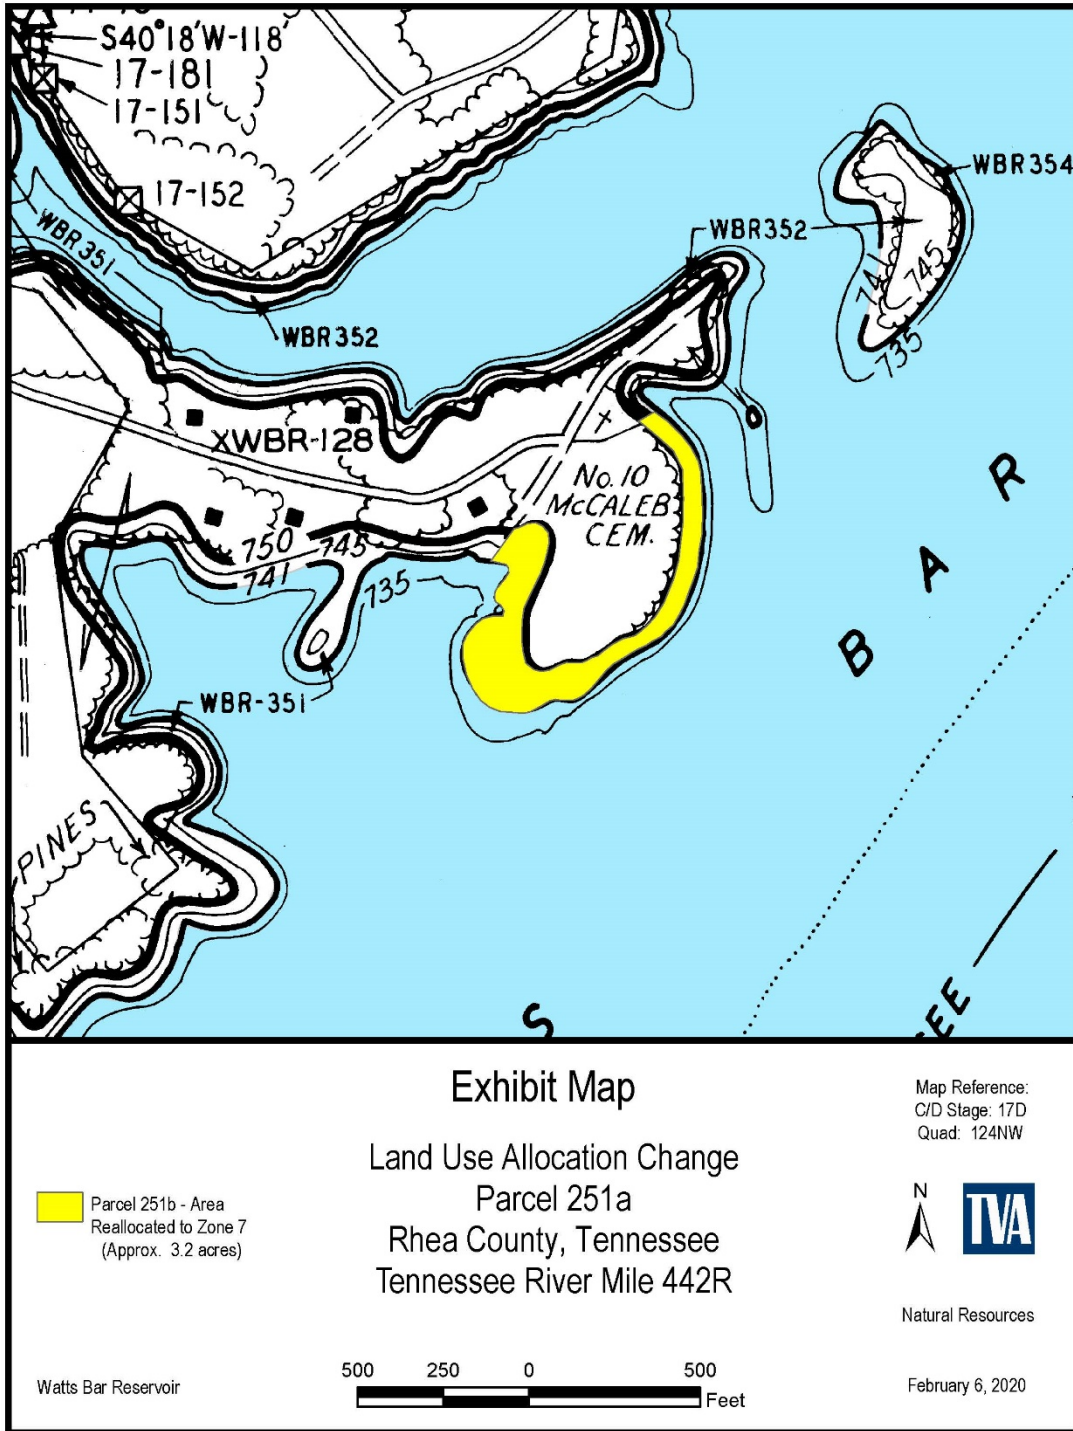 S40°18'W-118'
17-181
17-151
17-152
WBR354
WBR351
WBR352
WBR352
741
745
735
XWBR-128
No. 10
McCALEB
CEM.
750
745
741
735
WBR-351
PINES
B A R
S
EE
Exhibit Map
Land Use Allocation Change
Parcel 251a
Rhea County, Tennessee
Tennessee River Mile 442R
Map Reference:
C/D Stage: 17D
Quad: 124NW
Parcel 251b - Area
Reallocated to Zone 7
(Approx. 3.2 acres)
N
TVA
Natural Resources
Watts Bar Reservoir
500 250 0 500
Feet
February 6, 2020